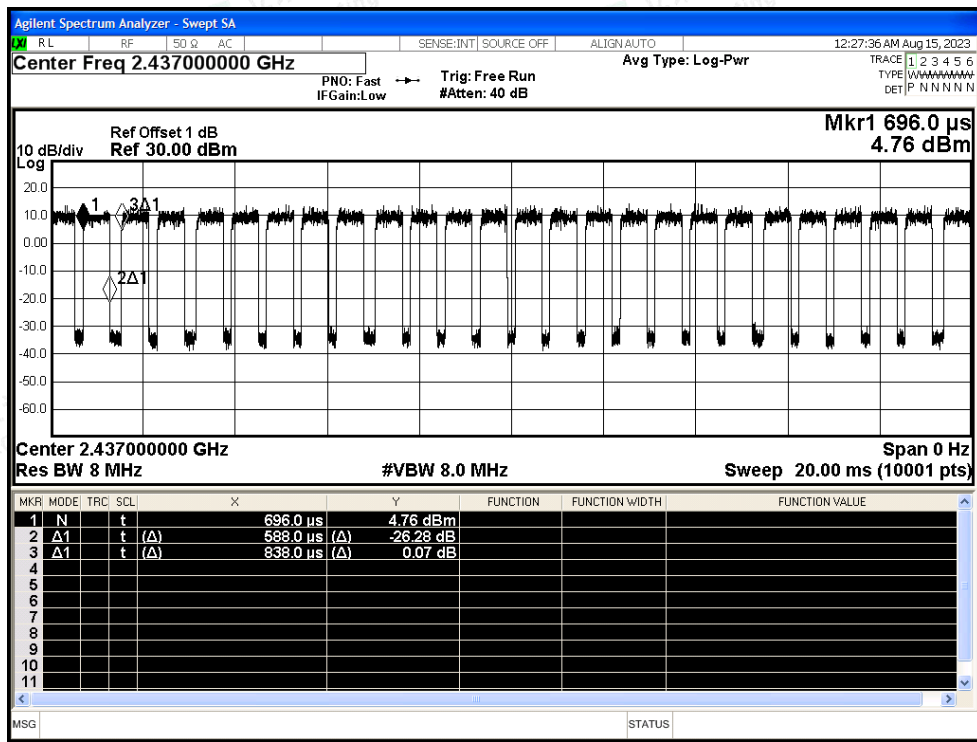 Agilent Spectrum Analyzer - Swept SA
LXI RL RF 50 Ω AC SENSE:INT SOURCE OFF ALIGN AUTO 12:27:36 AM Aug 15, 2023
Center Freq 2.437000000 GHz Avg Type: Log-Pwr TRACE 1 2 3 4 5 6
PNO: Fast Trig: Free Run TYPE W
IFGain:Low #Atten: 40 dB DET P N N N N N
Mkr1 696.0 µs
Ref Offset 1 dB
10 dB/div Ref 30.00 dBm 4.76 dBm
Log
20.0
1 3Δ1
10.0
0.00
-10.0
2Δ1
-20.0
-30.0
-40.0
-50.0
-60.0
Center 2.437000000 GHz Span 0 Hz
Res BW 8 MHz #VBW 8.0 MHz Sweep 20.00 ms (10001 pts)
MKR MODE TRC SCL X Y FUNCTION FUNCTION WIDTH FUNCTION VALUE
1 N t 696.0 µs 4.76 dBm
2 Δ1 t (Δ) 588.0 µs (Δ) -26.28 dB
3 Δ1 t (Δ) 838.0 µs (Δ) 0.07 dB
4
5
6
7
8
9
10
11
MSG STATUS